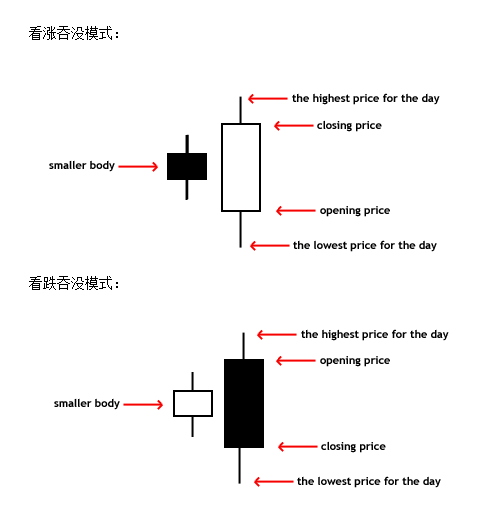 看涨吞没模式：
the highest price for the day
closing price
smaller body
opening price
the lowest price for the day
看跌吞没模式：
the highest price for the day
opening price
smaller body
closing price
the lowest price for the day